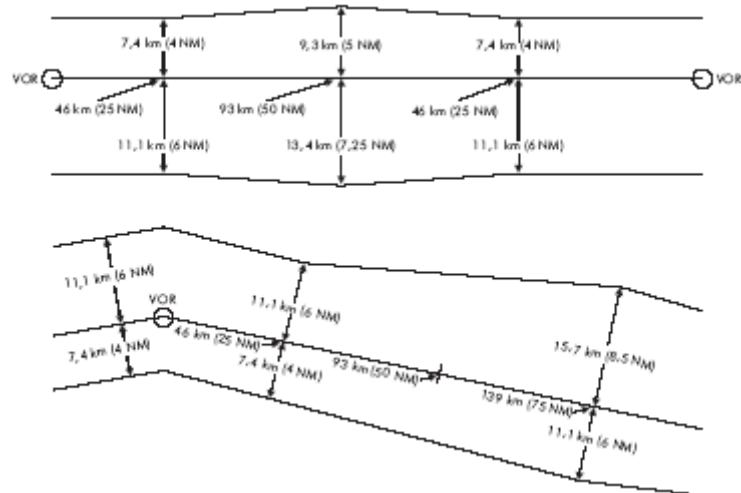 7,4 km (4 NM)
9,3 km (5 NM)
7,4 km (4 NM)
VOR
VOR
46 km (25 NM)
93 km (50 NM)
46 km (25 NM)
11,1 km (6 NM)
13,4 km (7,25 NM)
11,1 km (6 NM)
11,1 km (6 NM)
VOR
11,1 km (6 NM)
7,4 km (4 NM)
46 km (25 NM)
7,4 km (4 NM)
93 km (50 NM)
15,7 km (8,5 NM)
139 km (75 NM)
11,1 km (6 NM)